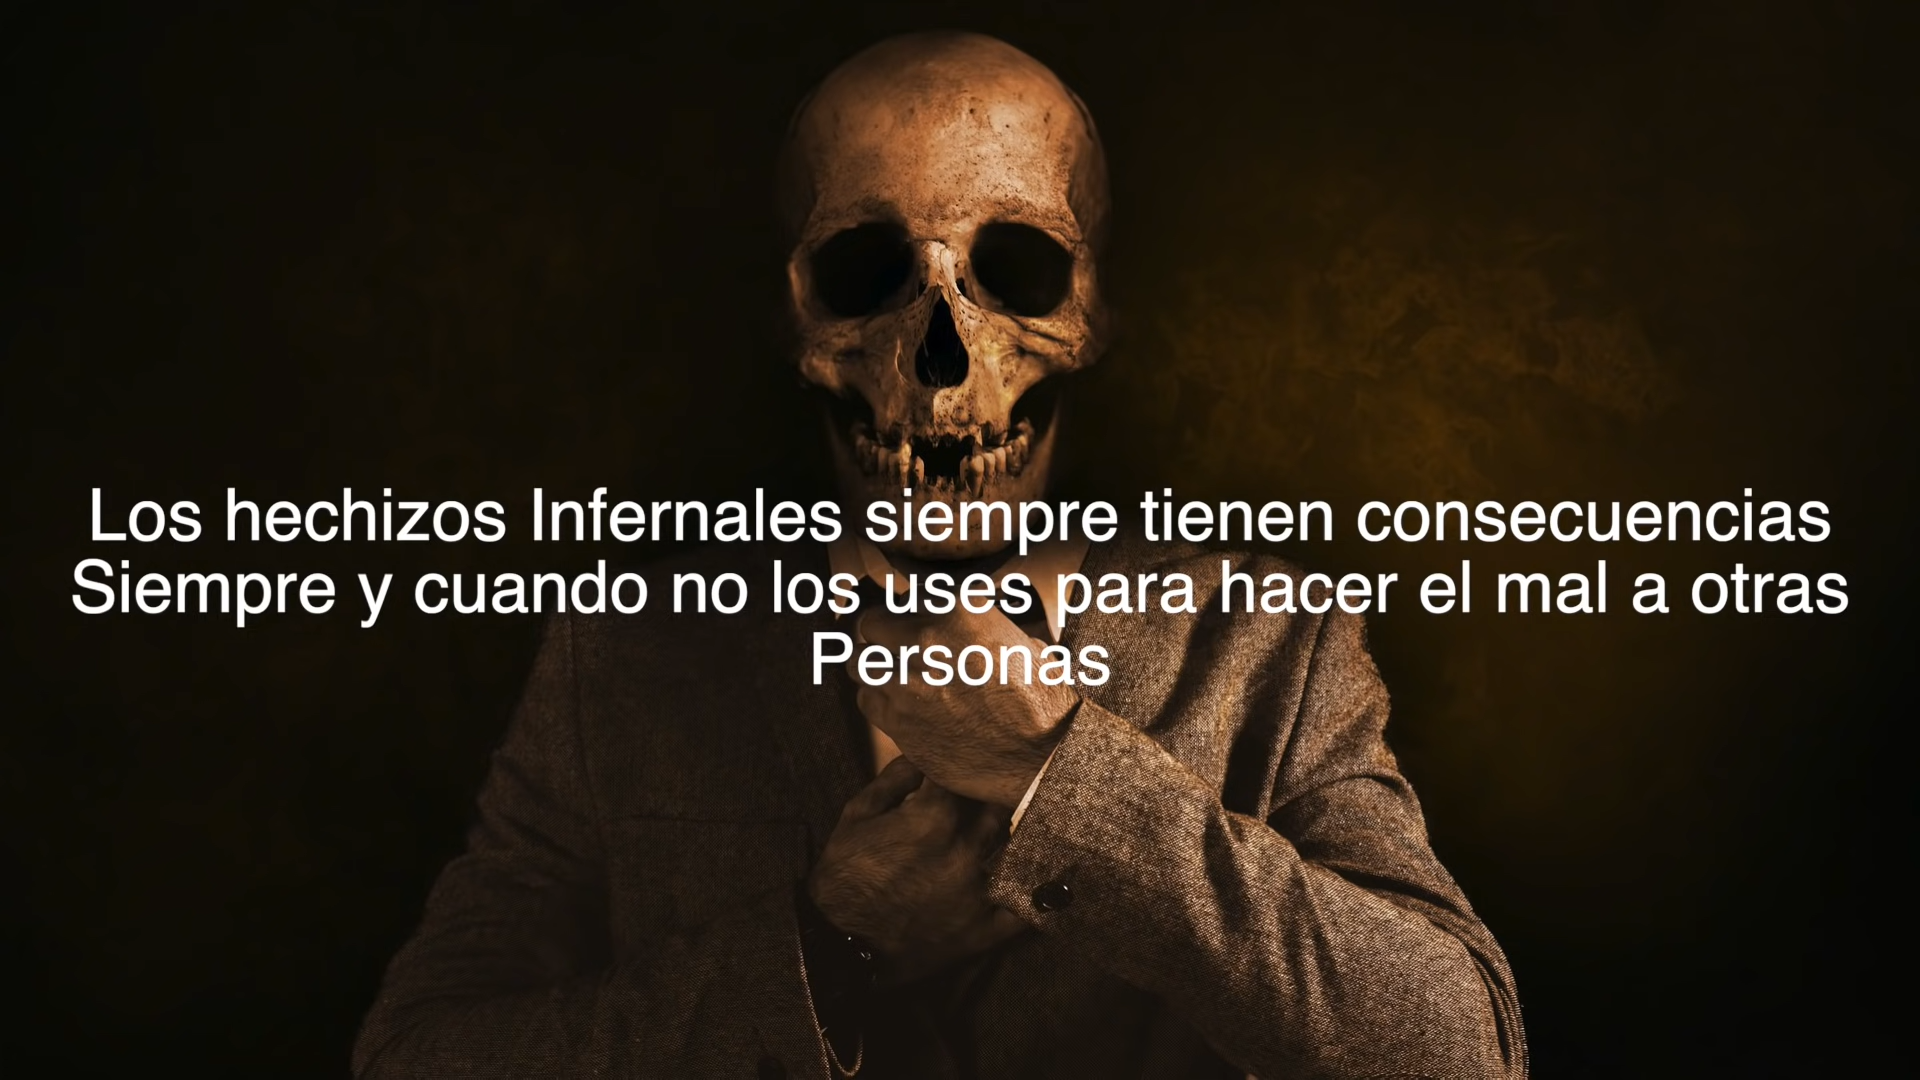 Los hechizos Infernales siempre tienen consecuencias
Siempre y cuando no los uses para hacer el mal a otras
Personas